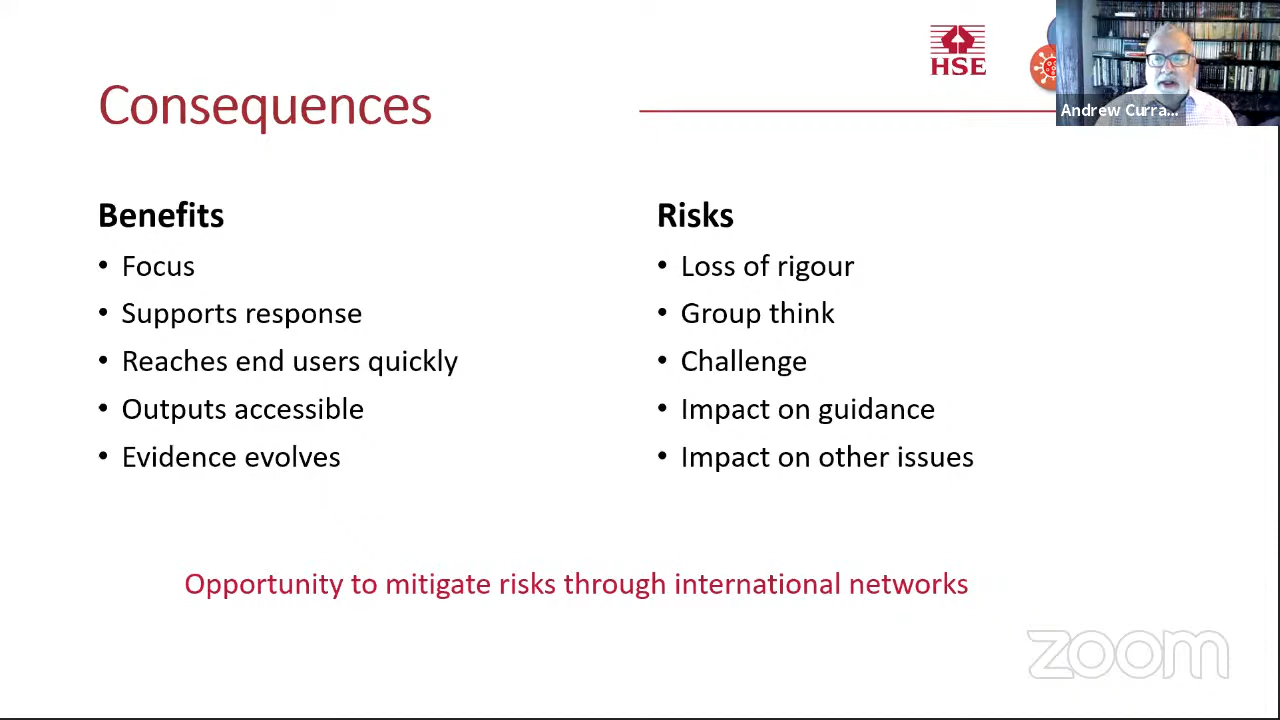 HSE
Andrew Curra...
Consequences
Benefits
• Focus
• Supports response
• Reaches end users quickly
• Outputs accessible
• Evidence evolves
Risks
• Loss of rigour
• Group think
• Challenge
• Impact on guidance
• Impact on other issues
Opportunity to mitigate risks through international networks
zoom